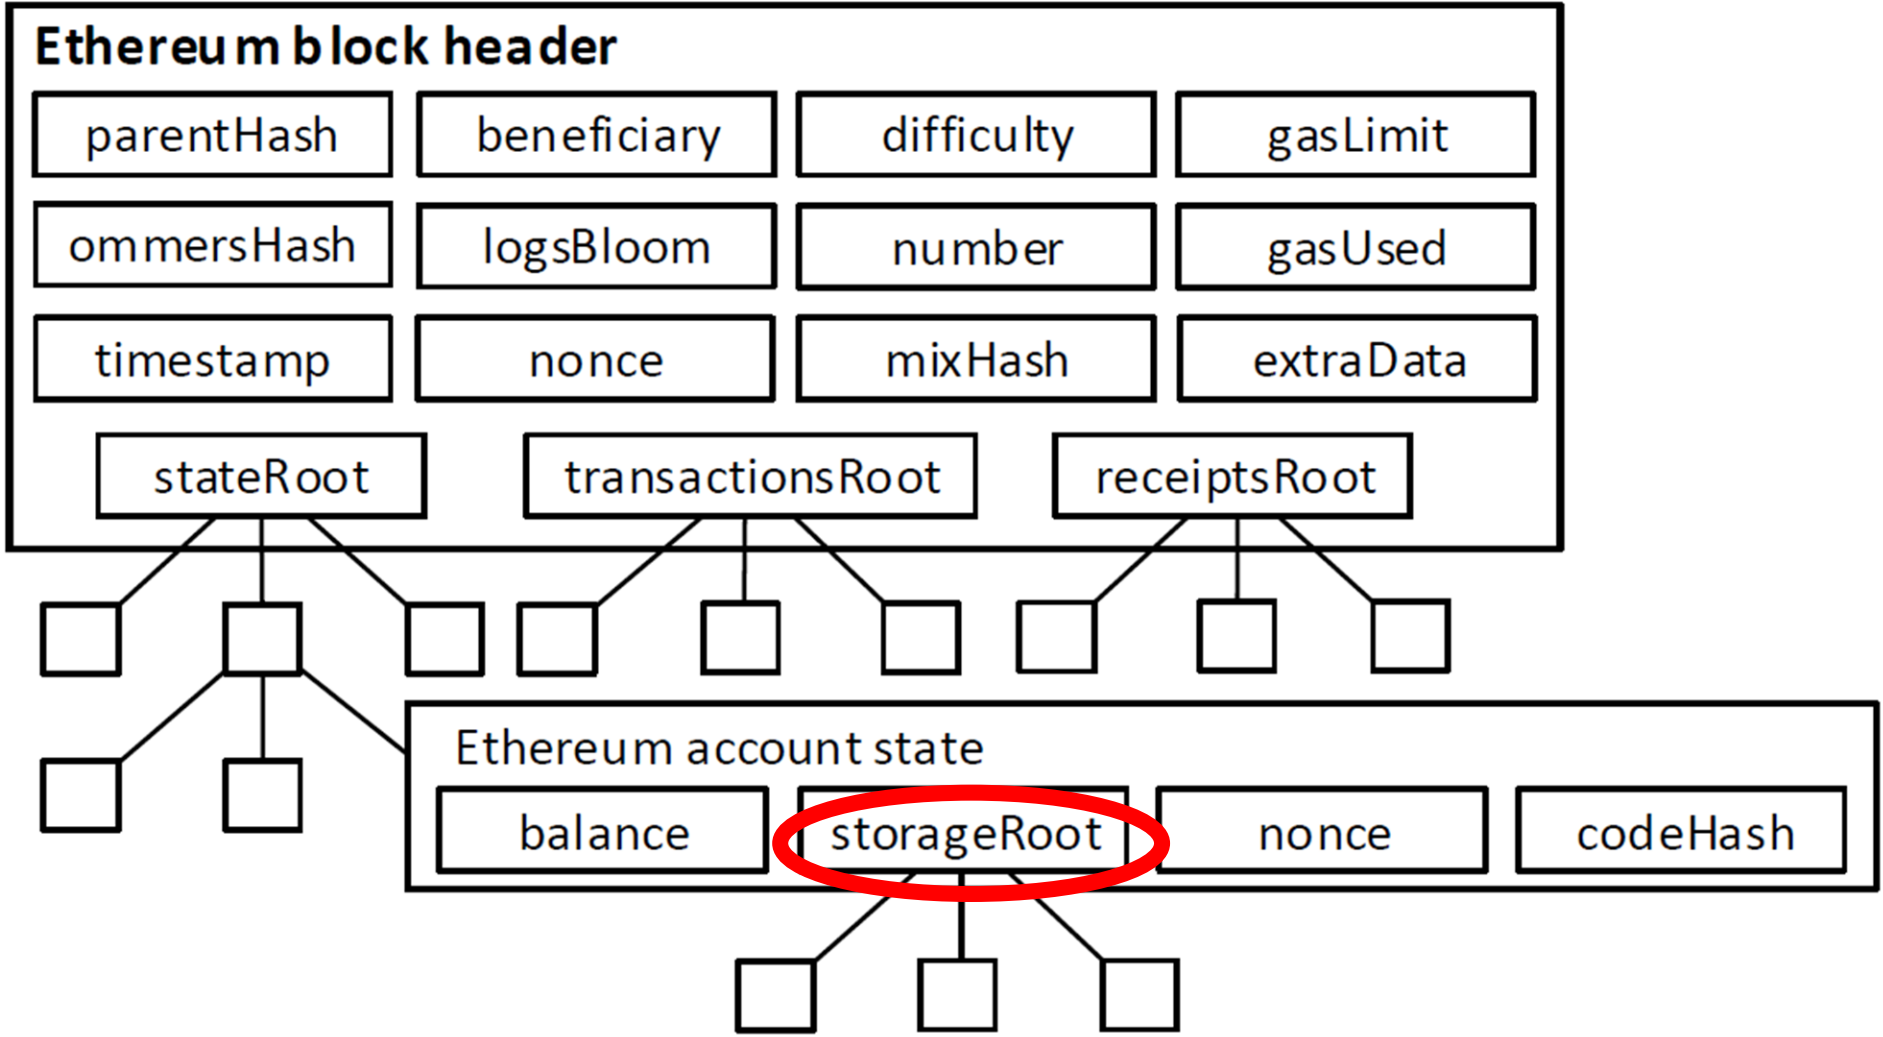 Ethereum block header
parentHash beneficiary difficulty gasLimit
ommersHash logsBloom number gasUsed
timestamp nonce mixHash extraData
stateRoot transactionsRoot receiptsRoot
Ethereum account state
balance storageRoot nonce codeHash